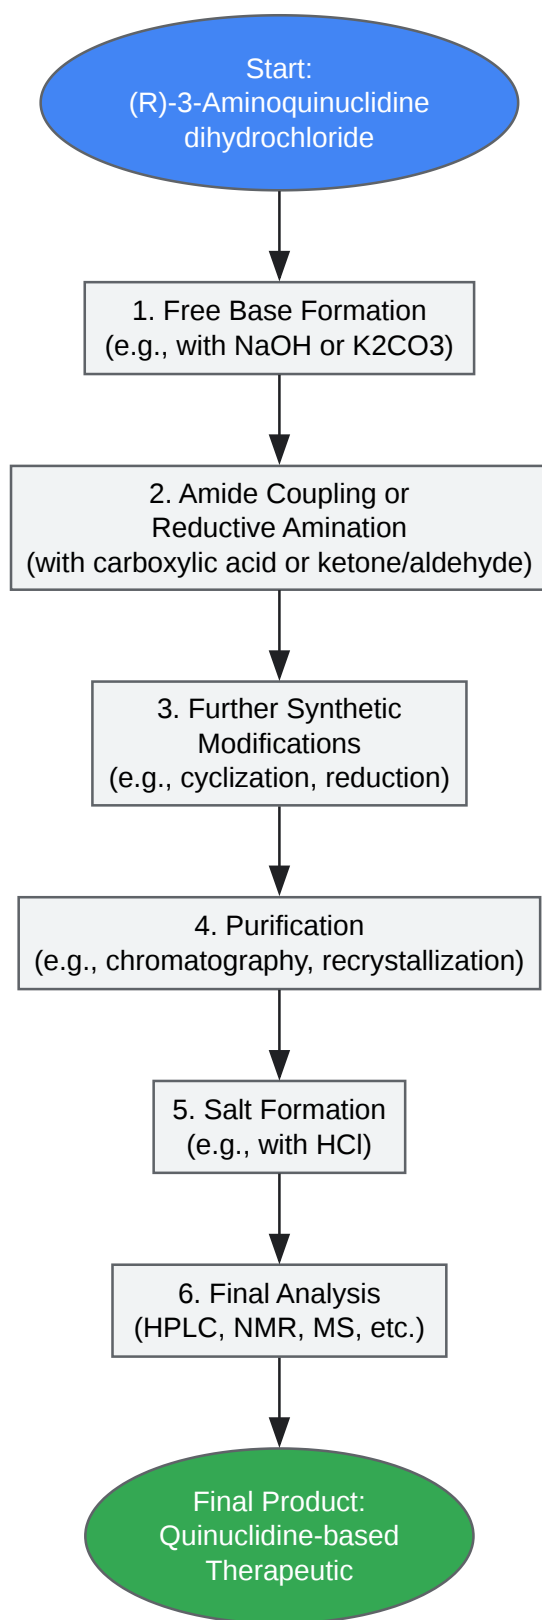 Start:
(R)-3-Aminoquinuclidine
dihydrochloride
1. Free Base Formation
(e.g., with NaOH or K2CO3)
2. Amide Coupling or
Reductive Amination
(with carboxylic acid or ketone/aldehyde)
3. Further Synthetic
Modifications
(e.g., cyclization, reduction)
4. Purification
(e.g., chromatography, recrystallization)
5. Salt Formation
(e.g., with HCl)
6. Final Analysis
(HPLC, NMR, MS, etc.)
Final Product:
Quinuclidine-based
Therapeutic